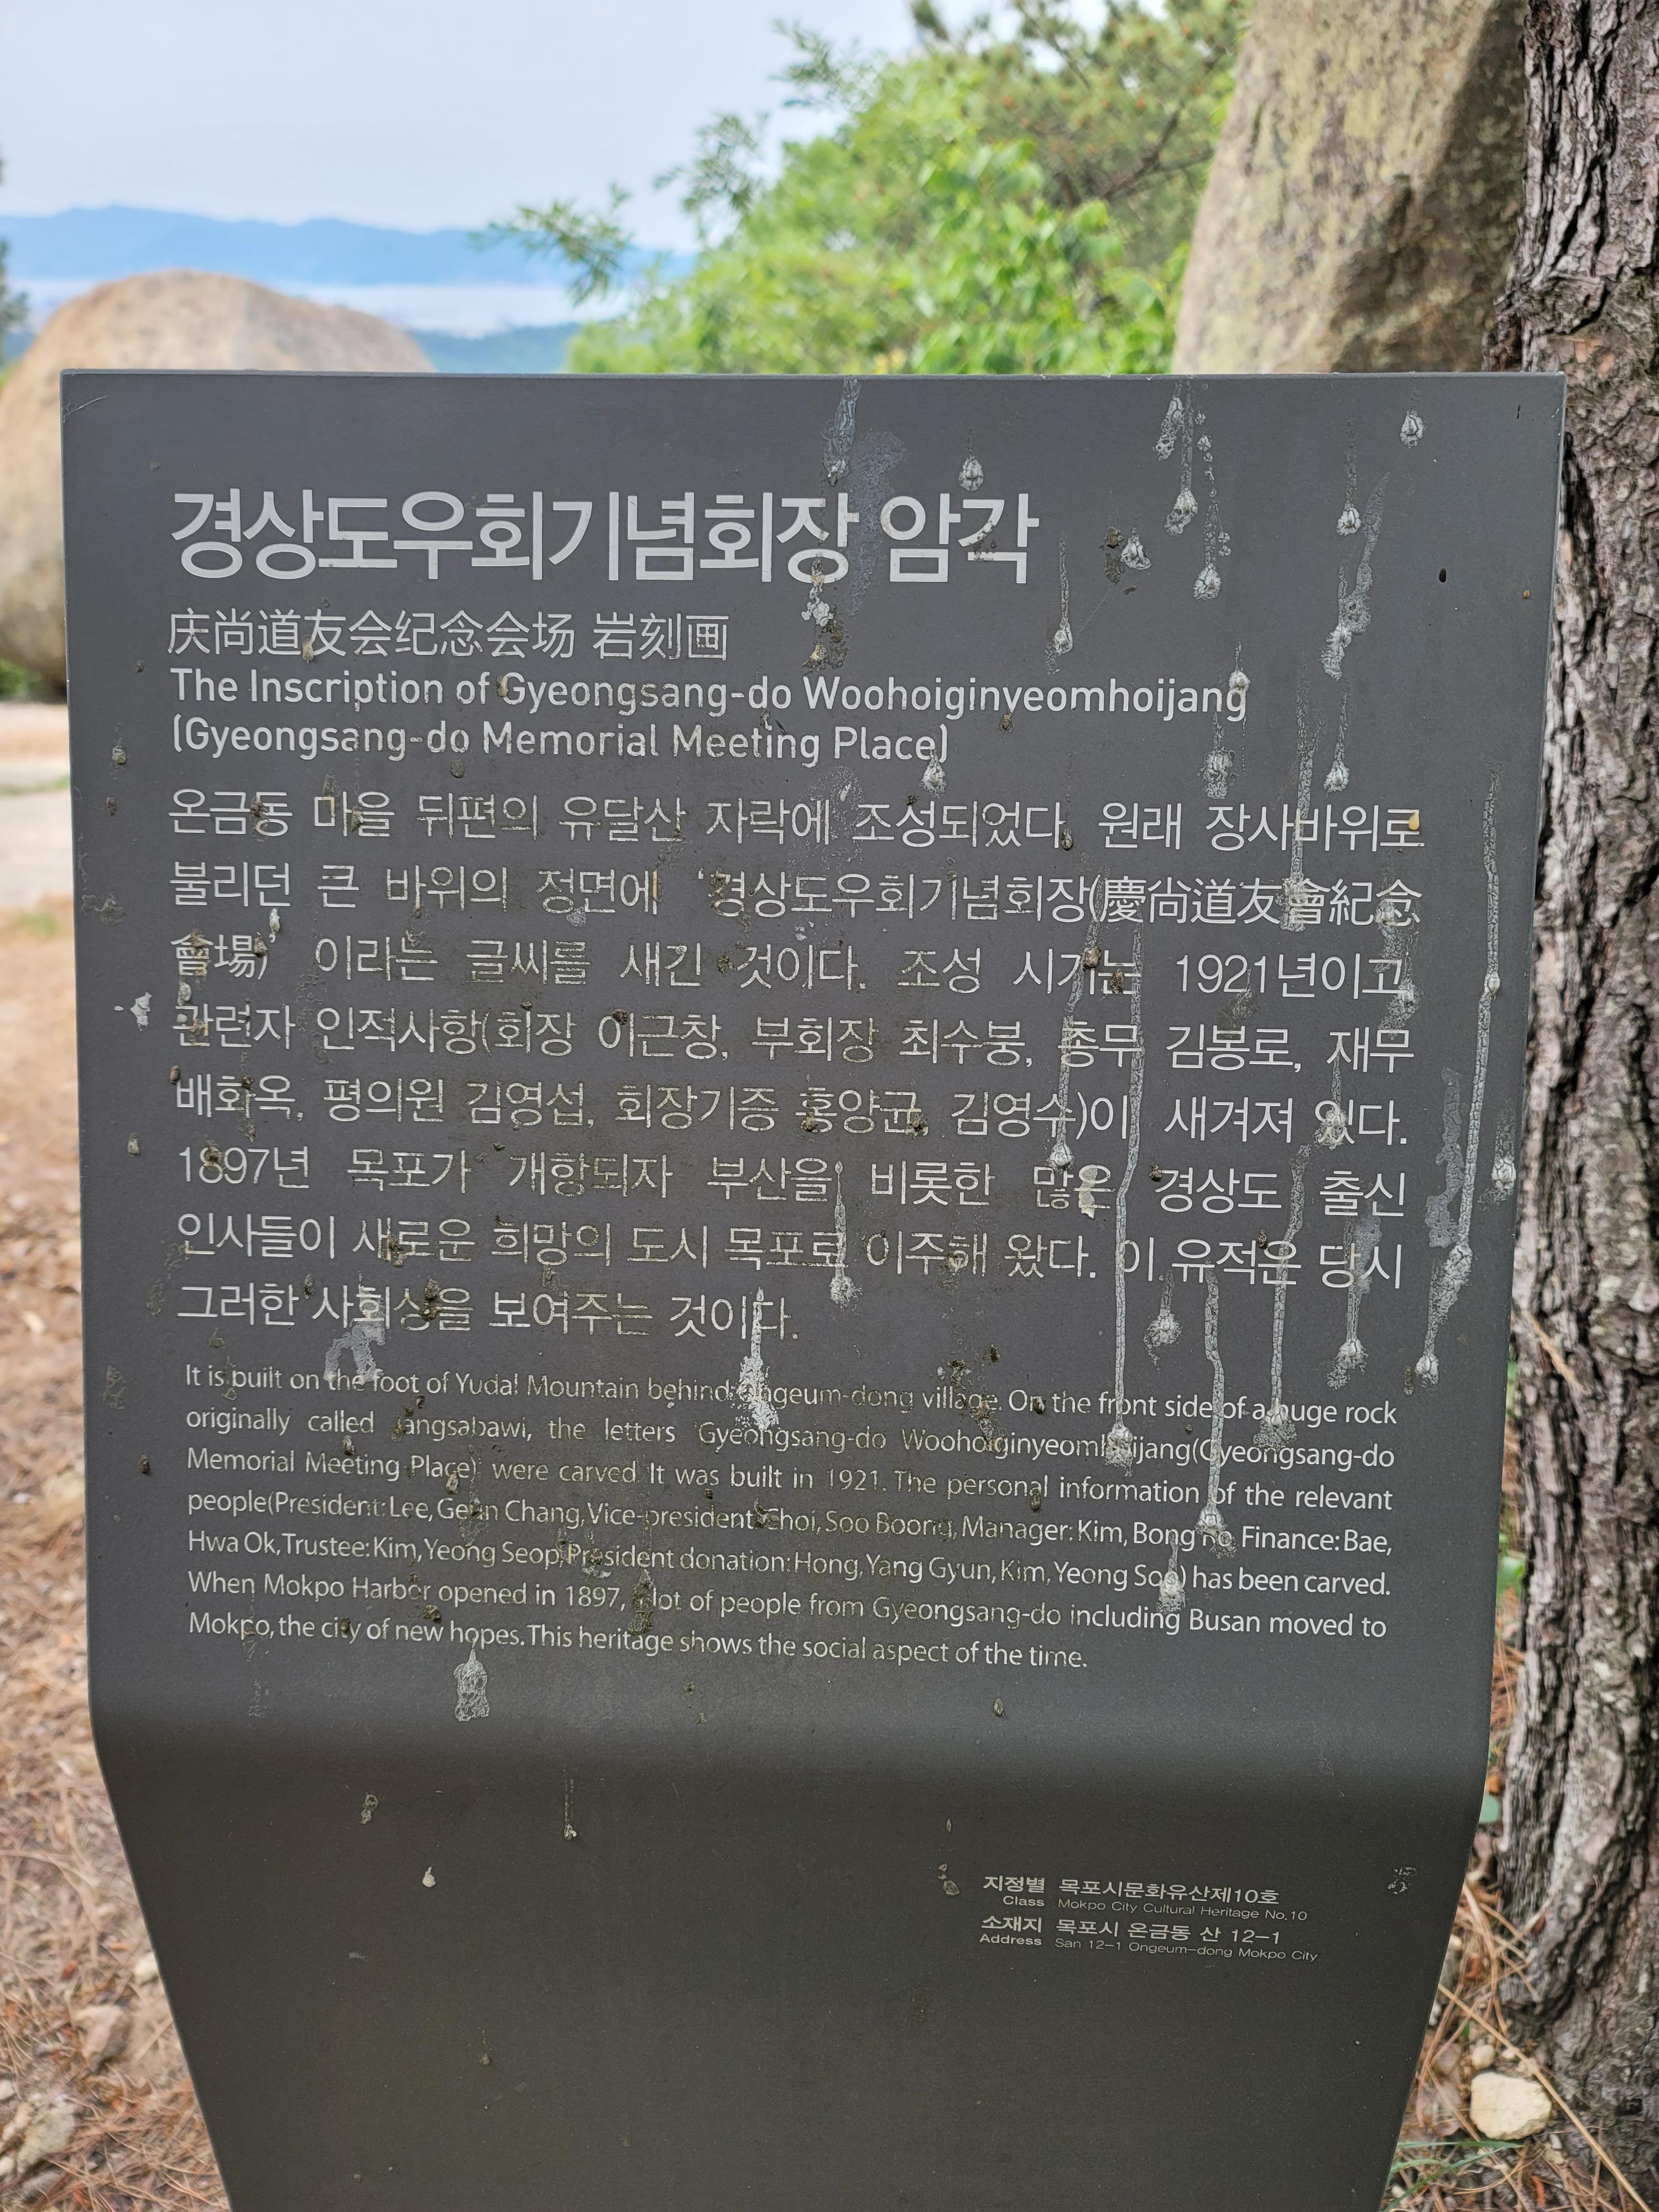 경상도우회기념회장 암각
庆尚道友会纪念会场 岩刻画
The Inscription of Gyeongsang-do Woohoiginyeomhoijang
(Gyeongsang-do Memorial Meeting Place)
온금동 마을 뒤편의 유달산 자락에 조성되었다. 원래 장사바위로
불리던 큰 바위의 정면에 ‘경상도우회기념회장(慶尚道友會紀念
會場)’ 이라는 글씨를 새긴 것이다. 조성 시기는 1921년이고
관련자 인적사항(회장 이근창, 부회장 최수붕, 총무 김봉로, 재무
배화옥, 평의원 김영섭, 회장기증 홍양균, 김영수)이 새겨져 있다.
1897년 목포가 개항되자 부산을 비롯한 많은 경상도 출신
인사들이 새로운 희망의 도시 목포로 이주해 왔다. 이 유적은 당시
그러한 사회상을 보여주는 것이다.
It is built on the foot of Yudal Mountain behind Ongeum-dong village. On the front side of a huge rock
originally called Jangsabawi, the letters 'Gyeongsang-do Woohoiginyeomhoijang(Gyeongsang-do
Memorial Meeting Place)' were carved. It was built in 1921. The personal information of the relevant
people(President: Lee, Geun Chang, Vice-president: Choi, Soo Boong, Manager: Kim, Bong Ro, Finance: Bae,
Hwa Ok, Trustee: Kim, Yeong Seop, President donation: Hong, Yang Gyun, Kim, Yeong Soo) has been carved.
When Mokpo Harbor opened in 1897, a lot of people from Gyeongsang-do including Busan moved to
Mokpo, the city of new hopes. This heritage shows the social aspect of the time.
지정별 목포시문화유산제10호
Class Mokpo City Cultural Heritage No.10
소재지 목포시 온금동 산 12-1
Address San 12-1 Ongeum-dong Mokpo City